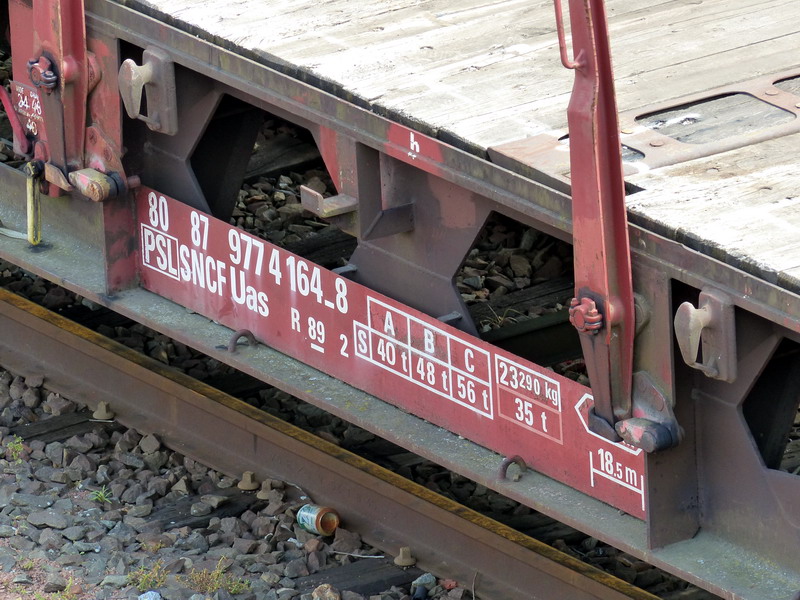 80 87 977 4 164-8
PSL SNCF Uas
R 89 2
A B C
S 40 t 48 t 56 t
23290 kg
35 t
18.5 m
h